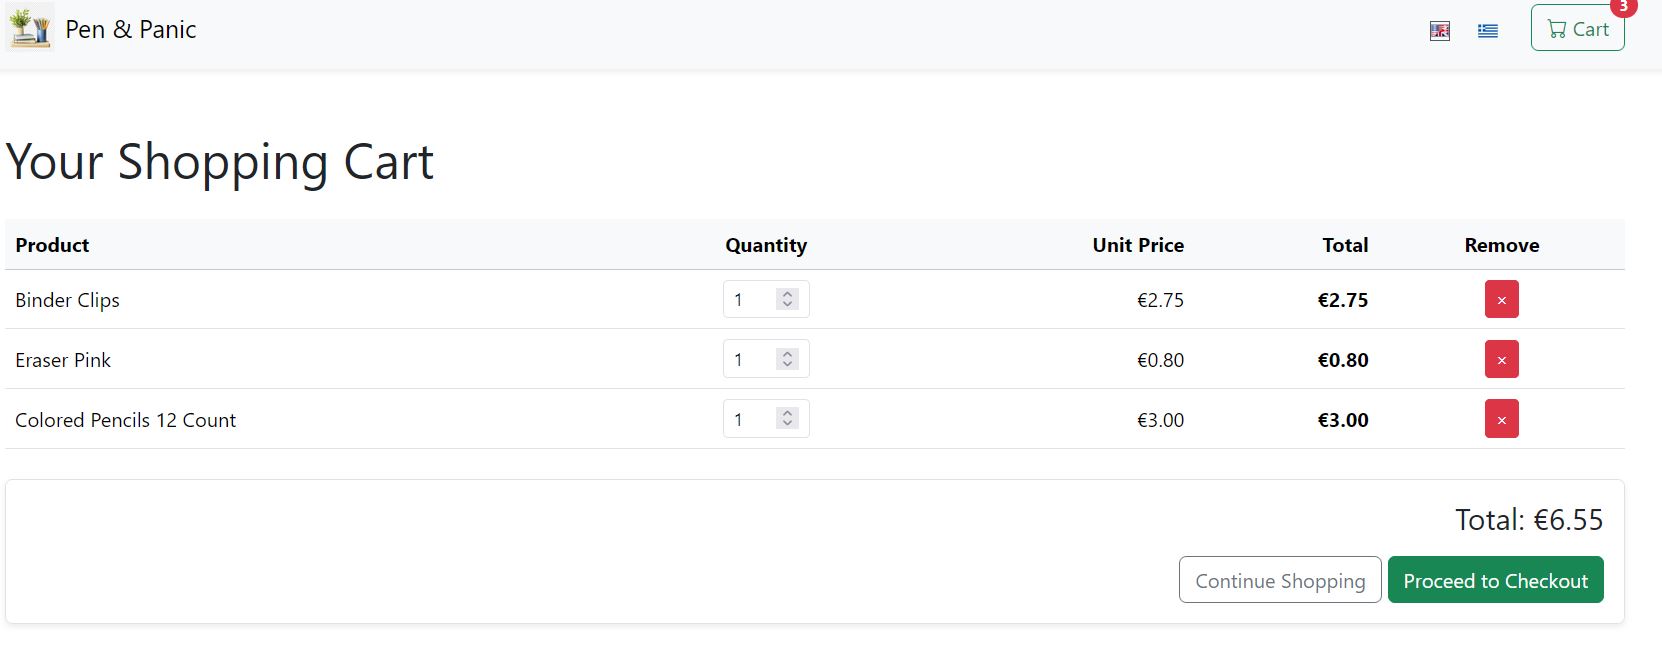 Pen & Panic
3
Cart
Your Shopping Cart
Product Quantity Unit Price Total Remove
Binder Clips 1 €2.75 €2.75 ×
Eraser Pink 1 €0.80 €0.80 ×
Colored Pencils 12 Count 1 €3.00 €3.00 ×
Total: €6.55
Continue Shopping Proceed to Checkout